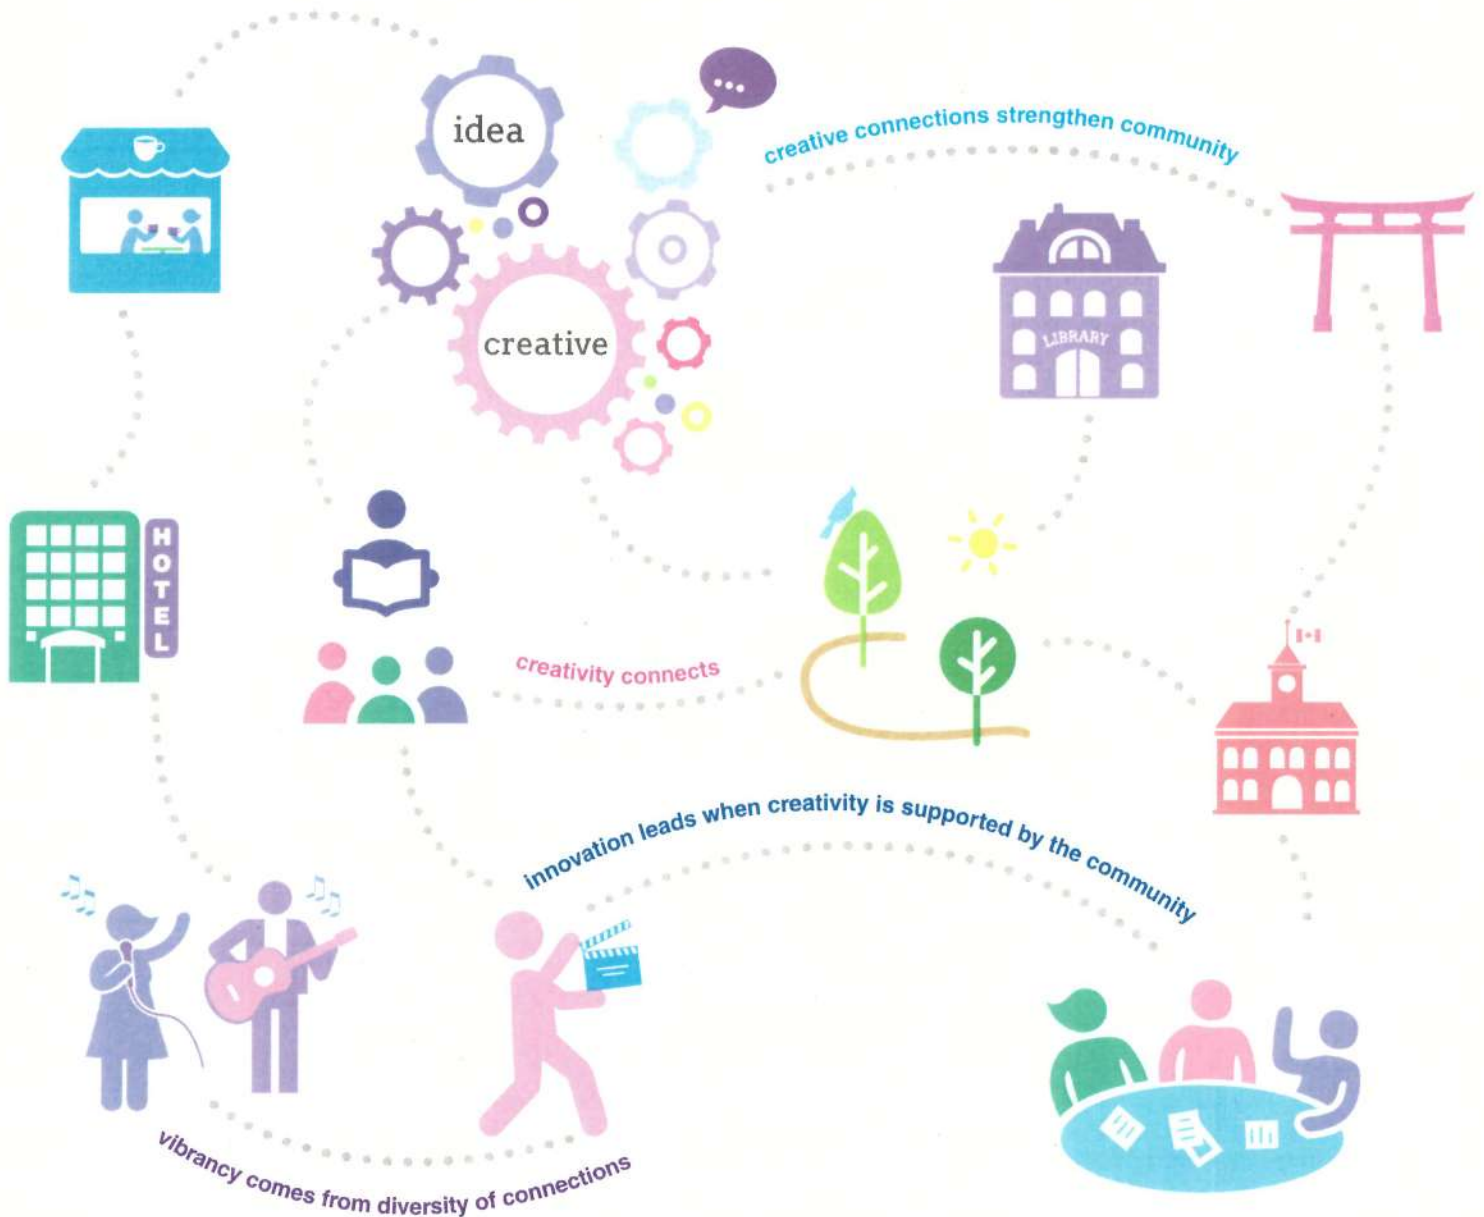 idea
creative connections strengthen community
creative
LIBRARY
HOTEL
creativity connects
innovation leads when creativity is supported by the community
vibrancy comes from diversity of connections